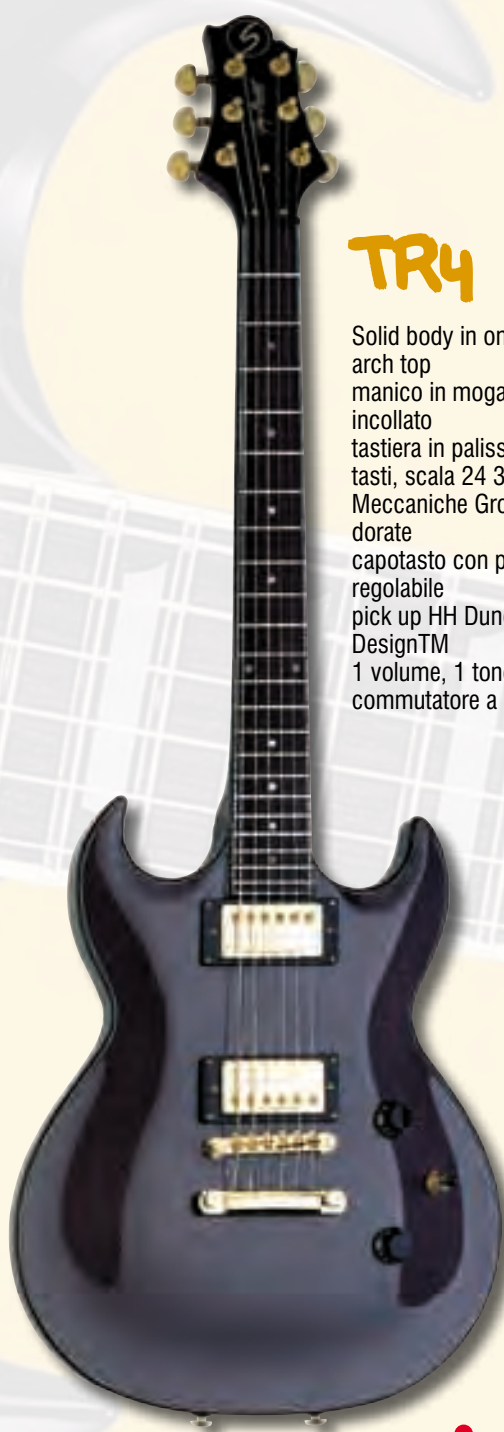 TR4
Solid body in on
arch top
manico in moga
incollato
tastiera in paliss
tasti, scala 24 3
Meccaniche Gro
dorate
capotasto con p
regolabile
pick up HH Dun
DesignTM
1 volume, 1 ton
commutatore a